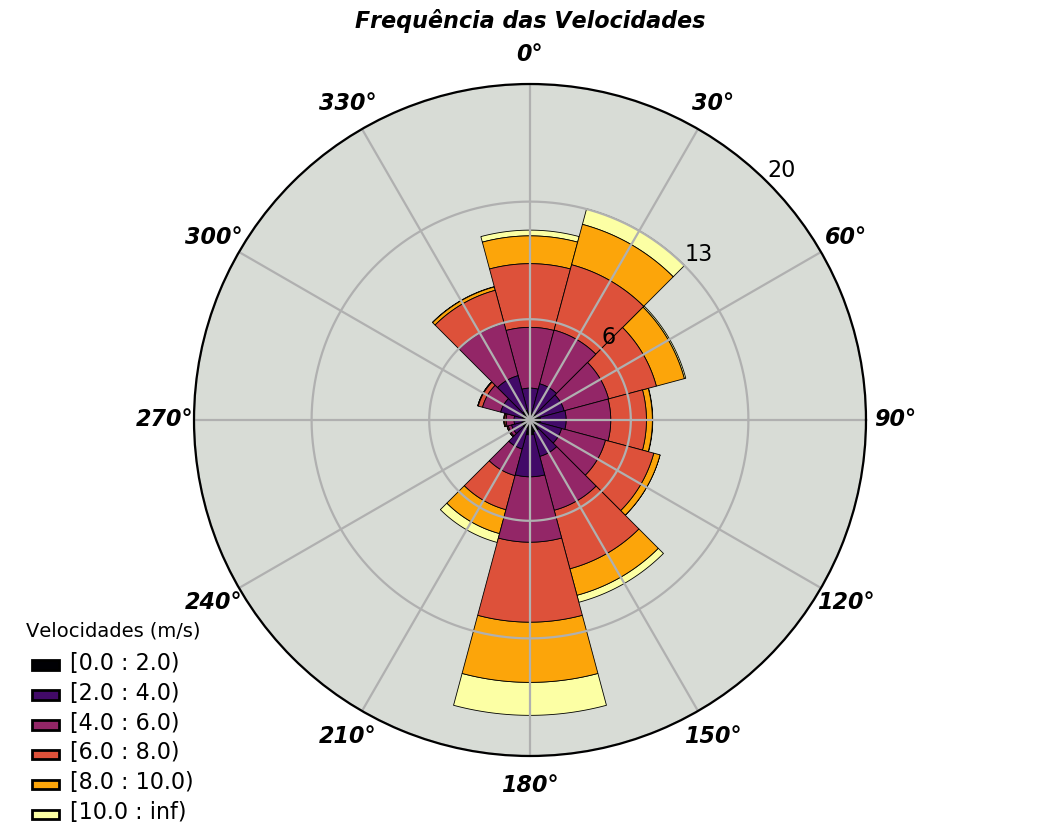 Frequência das Velocidades
0°
330°
30°
20
300°
60°
13
6
270°
90°
240°
120°
210°
150°
180°
Velocidades (m/s)
[0.0 : 2.0)
[2.0 : 4.0)
[4.0 : 6.0)
[6.0 : 8.0)
[8.0 : 10.0)
[10.0 : inf)